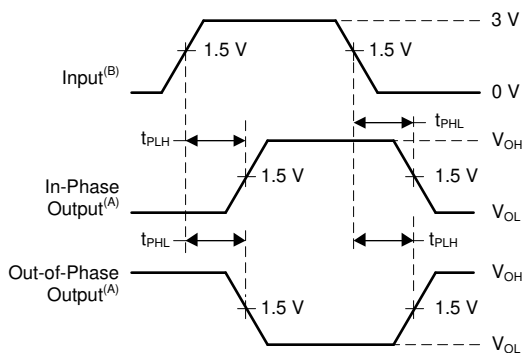 3 V
1.5 V
1.5 V
Input(B)
0 V
tPHL
tPLH
VOH
In-Phase
Output(A)
1.5 V
1.5 V
VOL
tPHL
tPLH
Out-of-Phase
Output(A)
VOH
1.5 V
1.5 V
VOL